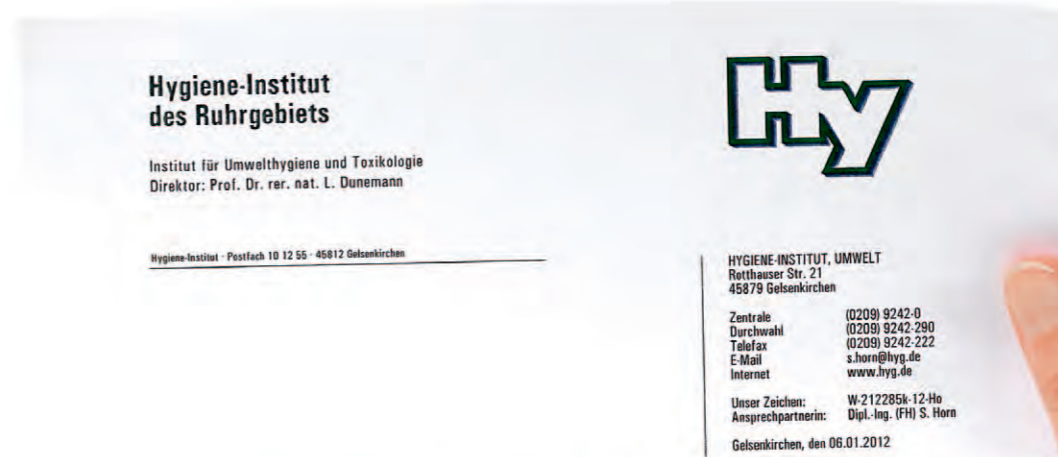 Hygiene-Institut
des Ruhrgebiets
Institut für Umwelthygiene und Toxikologie
Direktor: Prof. Dr. rer. nat. L. Dunemann
Hygiene-Institut · Postfach 10 12 55 · 45812 Gelsenkirchen
Hy
HYGIENE-INSTITUT, UMWELT
Rotthauser Str. 21
45879 Gelsenkirchen
Zentrale (0209) 9242-0
Durchwahl (0209) 9242-290
Telefax (0209) 9242-222
E-Mail s.horn@hyg.de
Internet www.hyg.de
Unser Zeichen: W-212285k-12-Ho
Ansprechpartnerin: Dipl.-Ing. (FH) S. Horn
Gelsenkirchen, den 06.01.2012